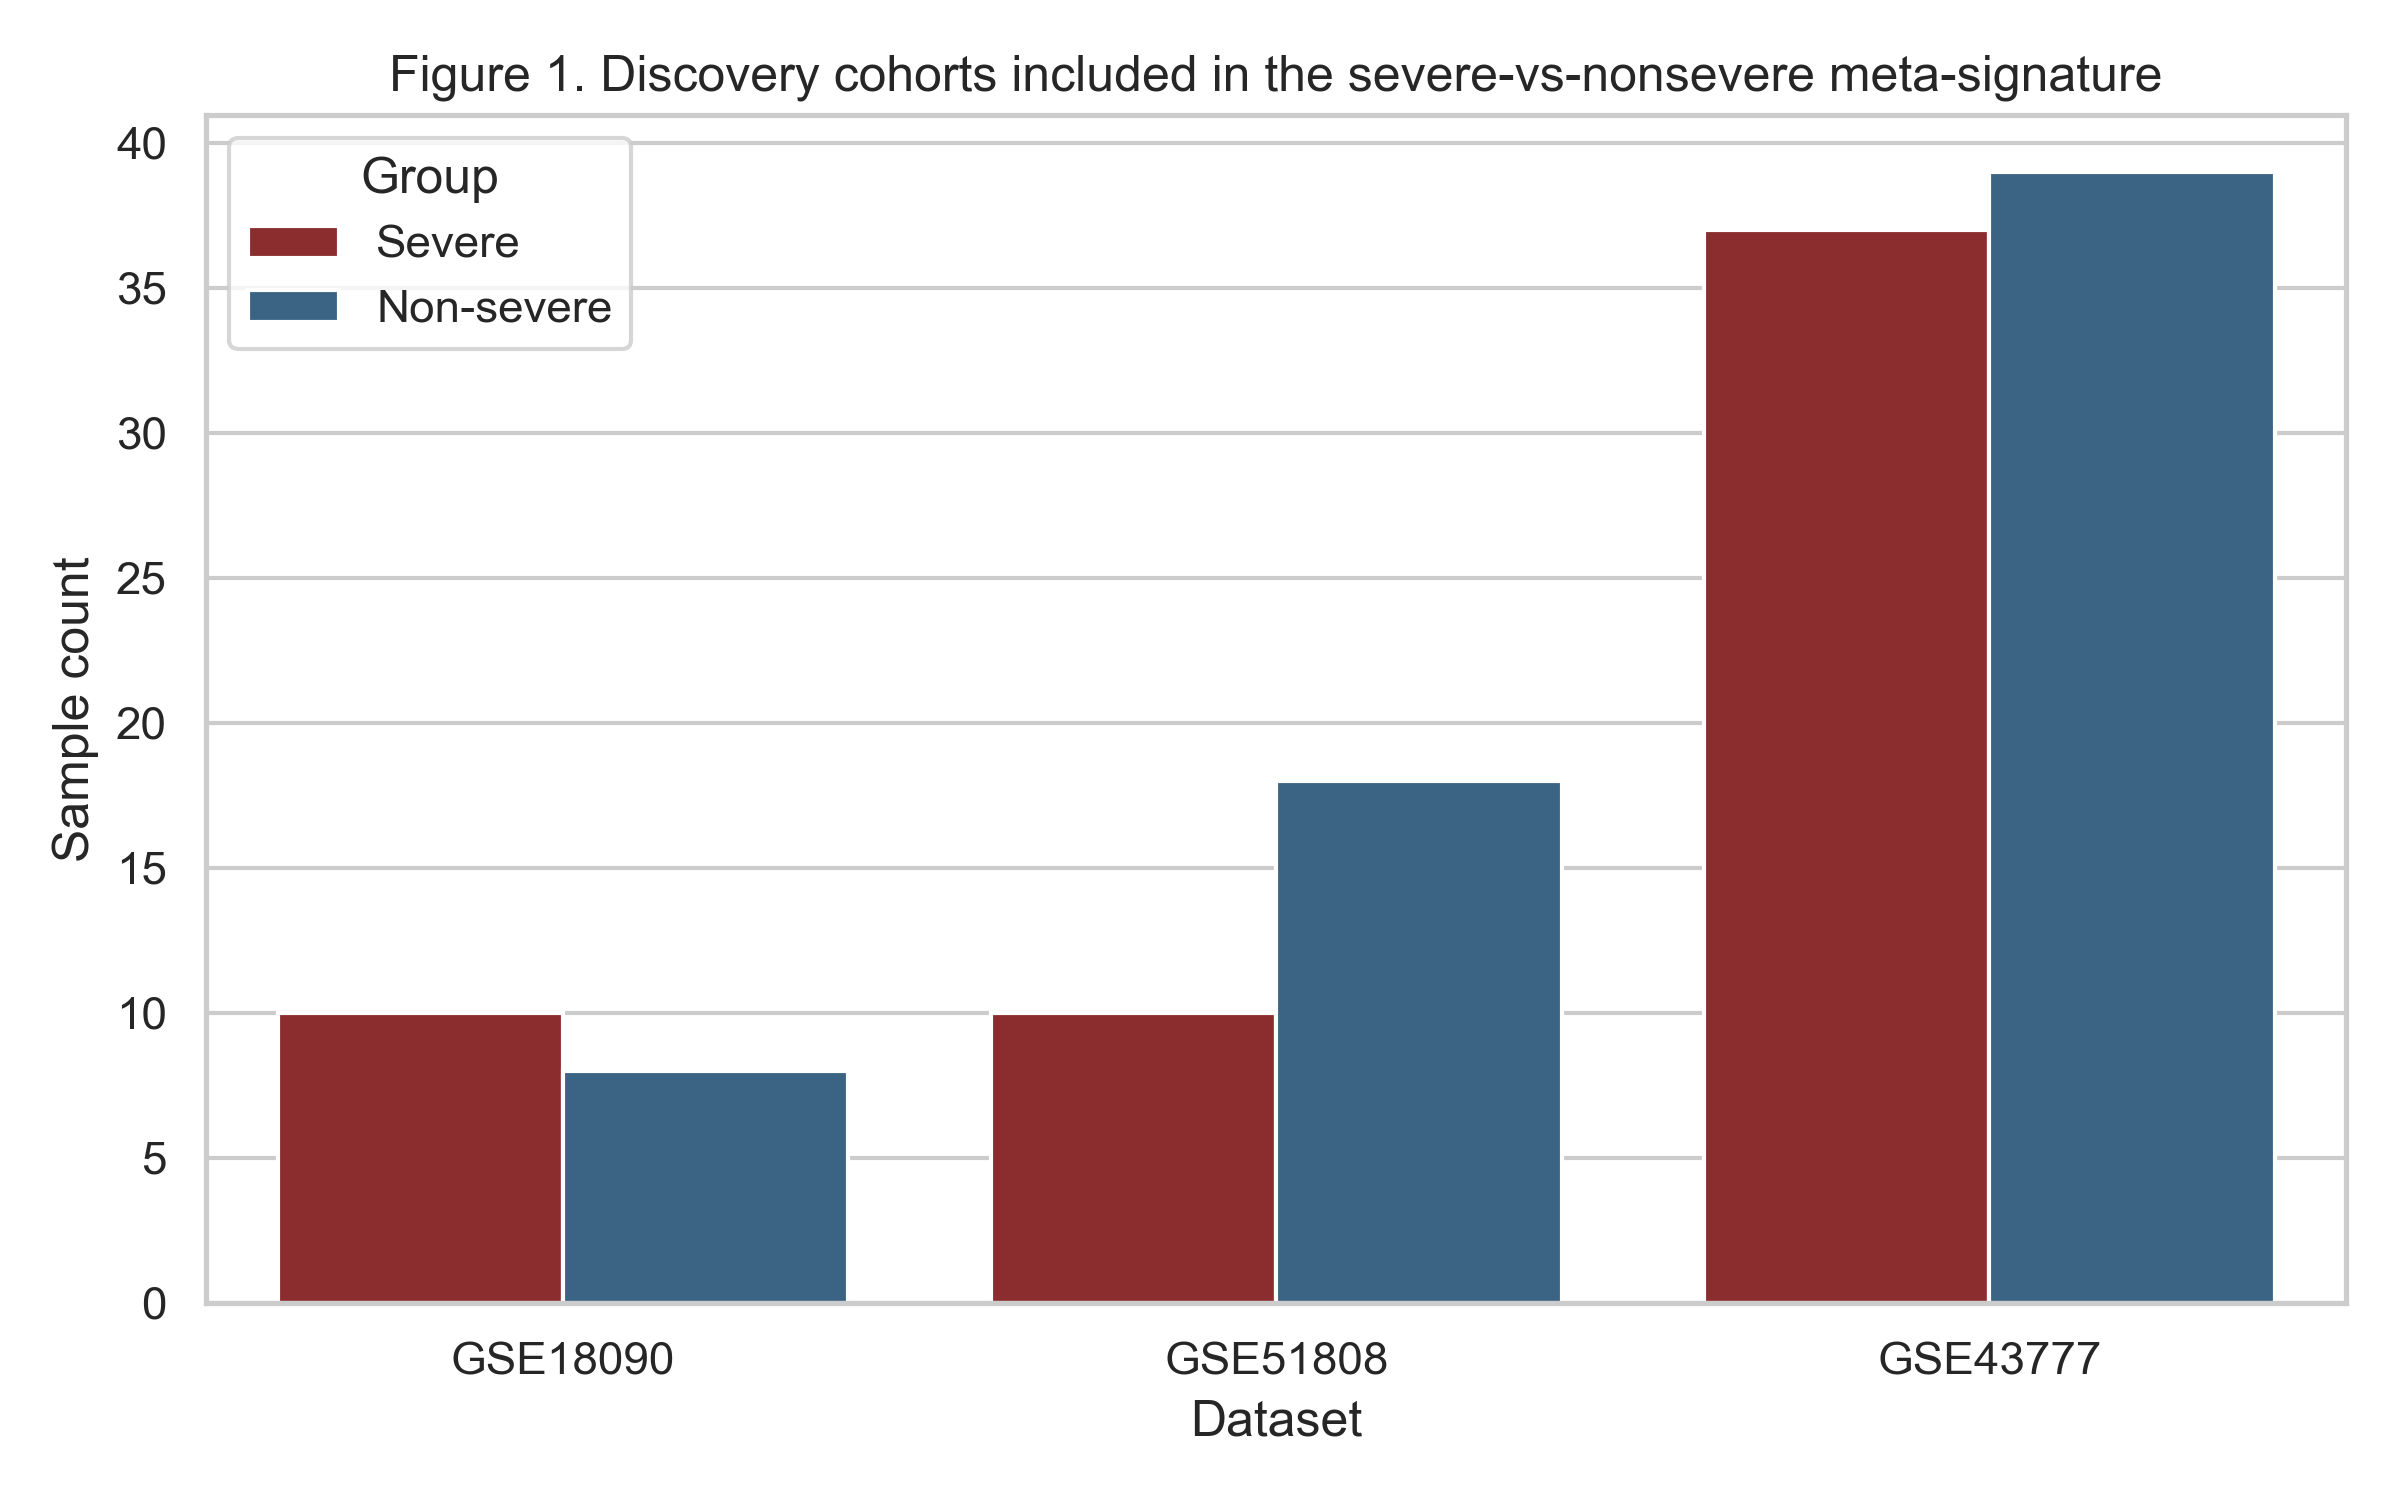 Figure 1. Discovery cohorts included in the severe-vs-nonsevere meta-signature
Group
Severe
Non-severe
Sample count
40
35
30
25
20
15
10
5
0
GSE18090
GSE51808
GSE43777
Dataset